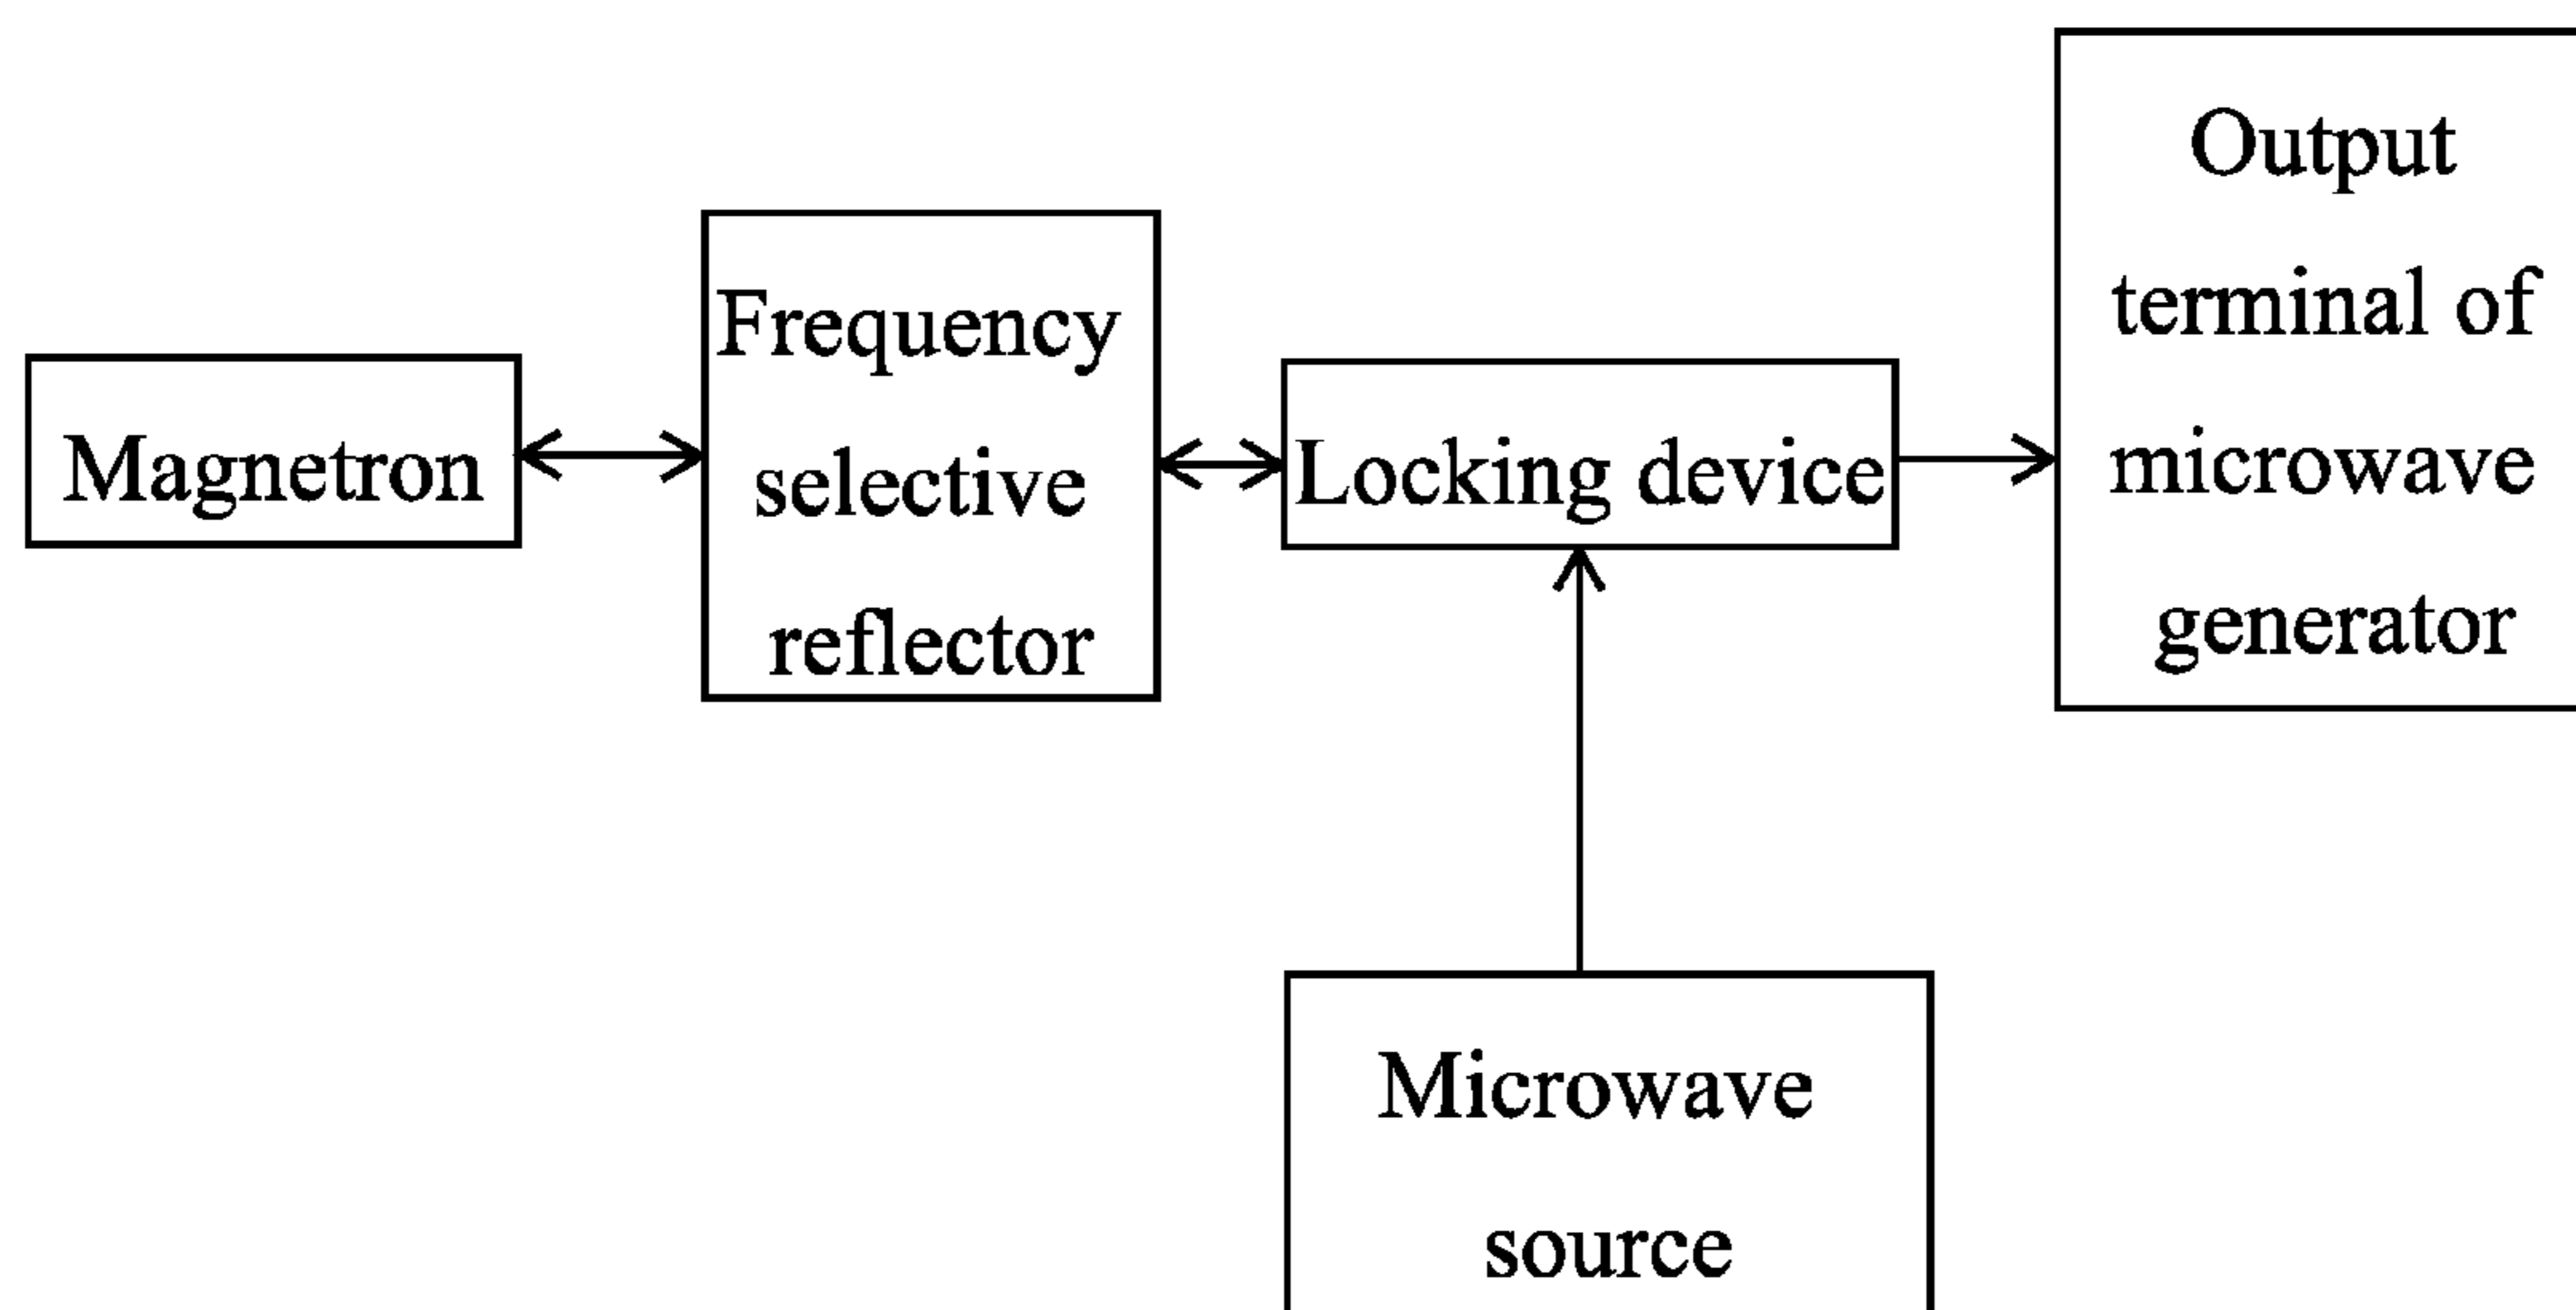 Magnetron
Frequency
selective
reflector
Locking device
Output
terminal of
microwave
generator
Microwave
source